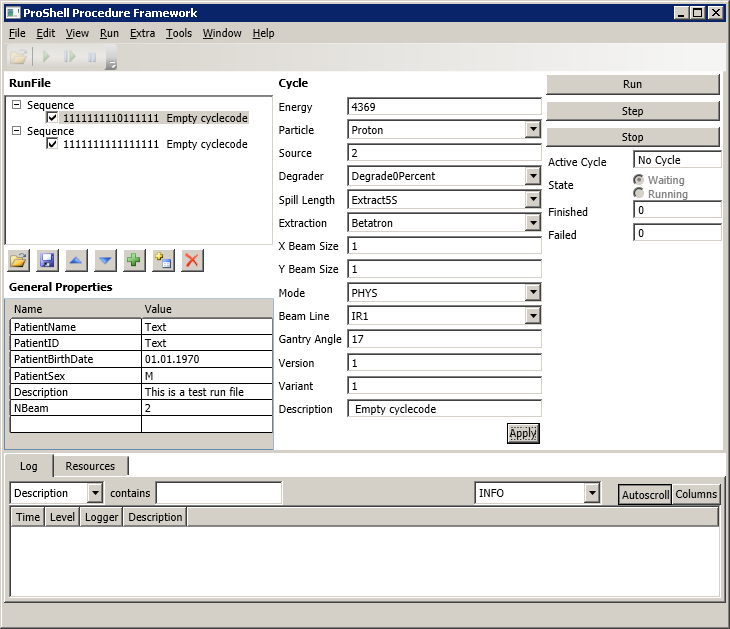 ProShell Procedure Framework
File Edit View Run Extra Tools Window Help
RunFile
Sequence
1111111110111111 Empty cyclecode
Sequence
1111111111111111 Empty cyclecode
General Properties
Name Value
PatientName Text
PatientID Text
PatientBirthDate 01.01.1970
PatientSex M
Description This is a test run file
NBeam 2
Cycle
Energy 4369
Particle Proton
Source 2
Degrader Degrade0Percent
Spill Length Extract5S
Extraction Betatron
X Beam Size 1
Y Beam Size 1
Mode PHYS
Beam Line IR1
Gantry Angle 17
Version 1
Variant 1
Description Empty cyclecode
Apply
Run
Step
Stop
Active Cycle No Cycle
State Waiting
Running
Finished 0
Failed 0
Log Resources
Description contains INFO Autoscroll Columns
Time Level Logger Description